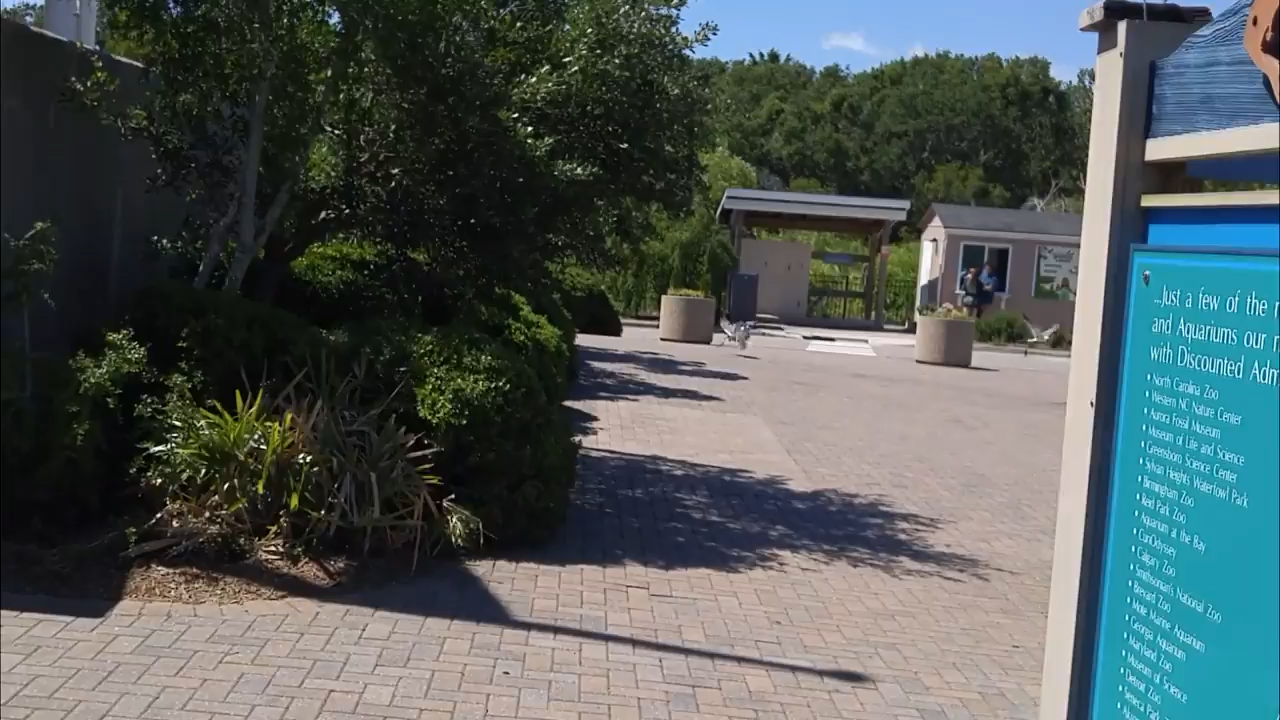 ...Just a few of the
and Aquariums our
with Discounted Adm
• North Carolina Zoo
• Western NC Nature Center
• Aurora Fossil Museum
• Museum of Life and Science
• Greensboro Science Center
• Sylvan Heights Waterfowl Park
• Birmingham Zoo
• Reid Park Zoo
• Aquarium at the Bay
• CuriOdyssey
• Calgary Zoo
• Smithsonian's National Zoo
• Brevard Zoo
• Mote Marine Aquarium
• Georgia Aquarium
• Maryland Zoo
• Museum of Science
• Detroit Zoo
• Seneca Park